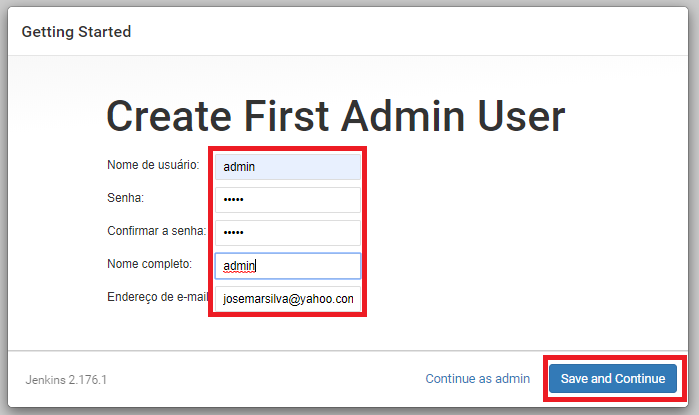 Getting Started
Create First Admin User
Nome de usuário: admin
Senha: •••••
Confirmar a senha: •••••
Nome completo: admin
Endereço de e-mail josemarsilva@yahoo.com
Jenkins 2.176.1 Continue as admin Save and Continue